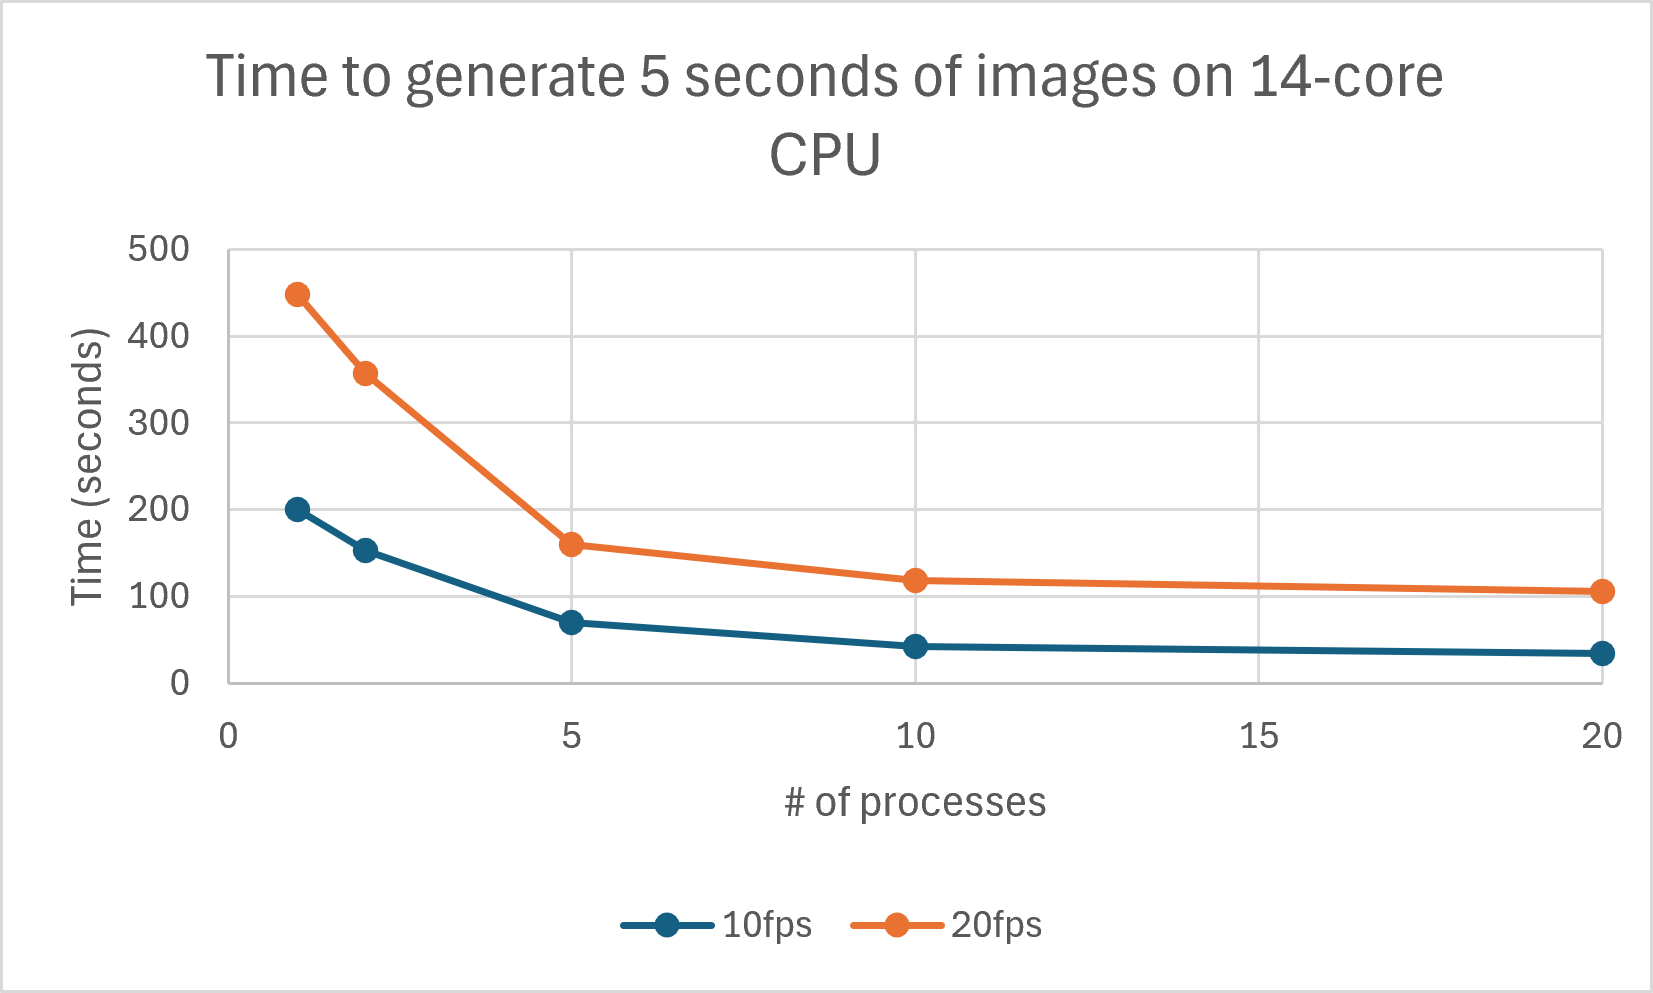 Time to generate 5 seconds of images on 14-core
CPU
500
400
300
200
100
0
Time (seconds)
0 5 10 15 20
# of processes
10fps 20fps